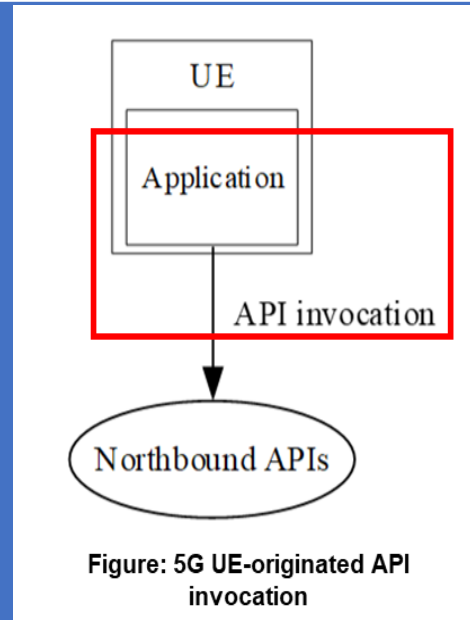 UE
Application
API invocation
Northbound APIs
Figure: 5G UE-originated API
invocation